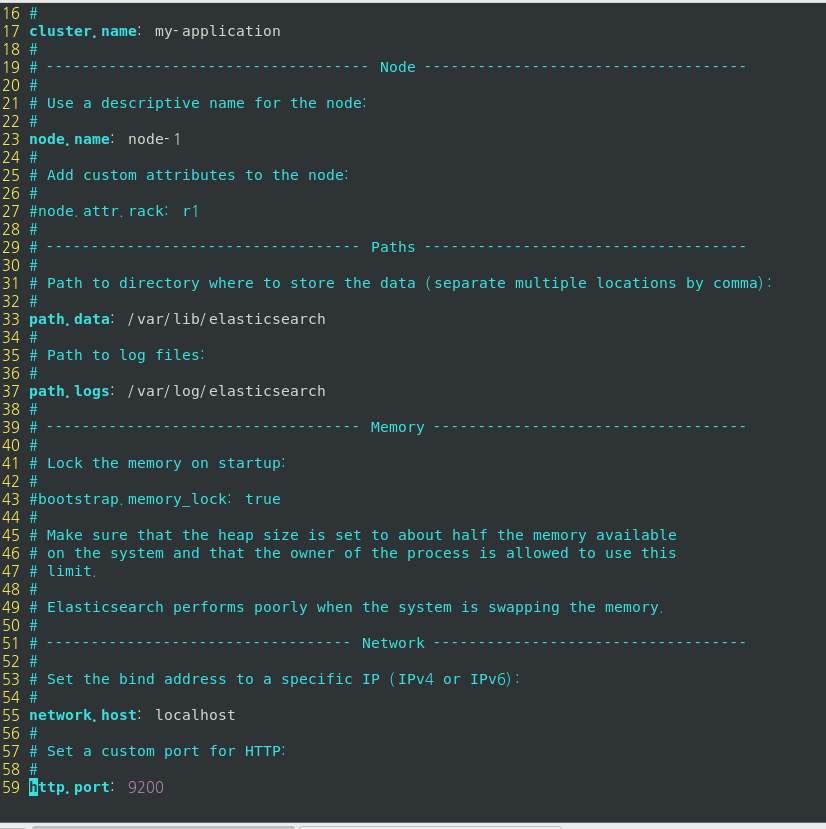 16 #
17 cluster.name: my-application
18 #
19 # ------------------------------------ Node ------------------------------------
20 #
21 # Use a descriptive name for the node:
22 #
23 node.name: node-1
24 #
25 # Add custom attributes to the node:
26 #
27 #node.attr.rack: r1
28 #
29 # ----------------------------------- Paths ------------------------------------
30 #
31 # Path to directory where to store the data (separate multiple locations by comma):
32 #
33 path.data: /var/lib/elasticsearch
34 #
35 # Path to log files:
36 #
37 path.logs: /var/log/elasticsearch
38 #
39 # ----------------------------------- Memory -----------------------------------
40 #
41 # Lock the memory on startup:
42 #
43 #bootstrap.memory_lock: true
44 #
45 # Make sure that the heap size is set to about half the memory available
46 # on the system and that the owner of the process is allowed to use this
47 # limit.
48 #
49 # Elasticsearch performs poorly when the system is swapping the memory.
50 #
51 # ---------------------------------- Network -----------------------------------
52 #
53 # Set the bind address to a specific IP (IPv4 or IPv6):
54 #
55 network.host: localhost
56 #
57 # Set a custom port for HTTP:
58 #
59 http.port: 9200